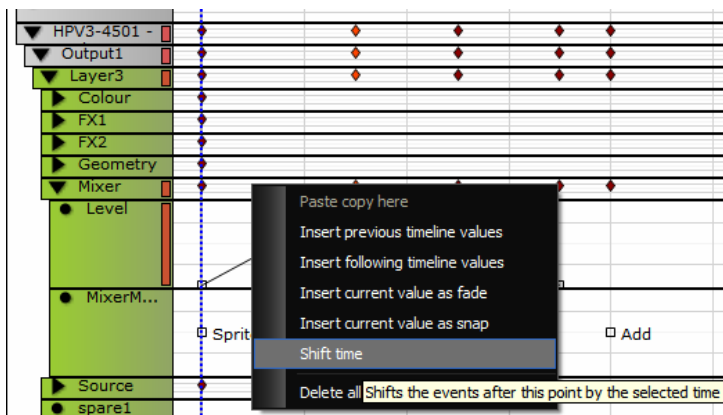 HPV3-4501 -
Output1
Layer3
Colour
FX1
FX2
Geometry
Mixer
Level
MixerM...
Source
spare1
Sprit
Add
Paste copy here
Insert previous timeline values
Insert following timeline values
Insert current value as fade
Insert current value as snap
Shift time
Delete all
Shifts the events after this point by the selected time